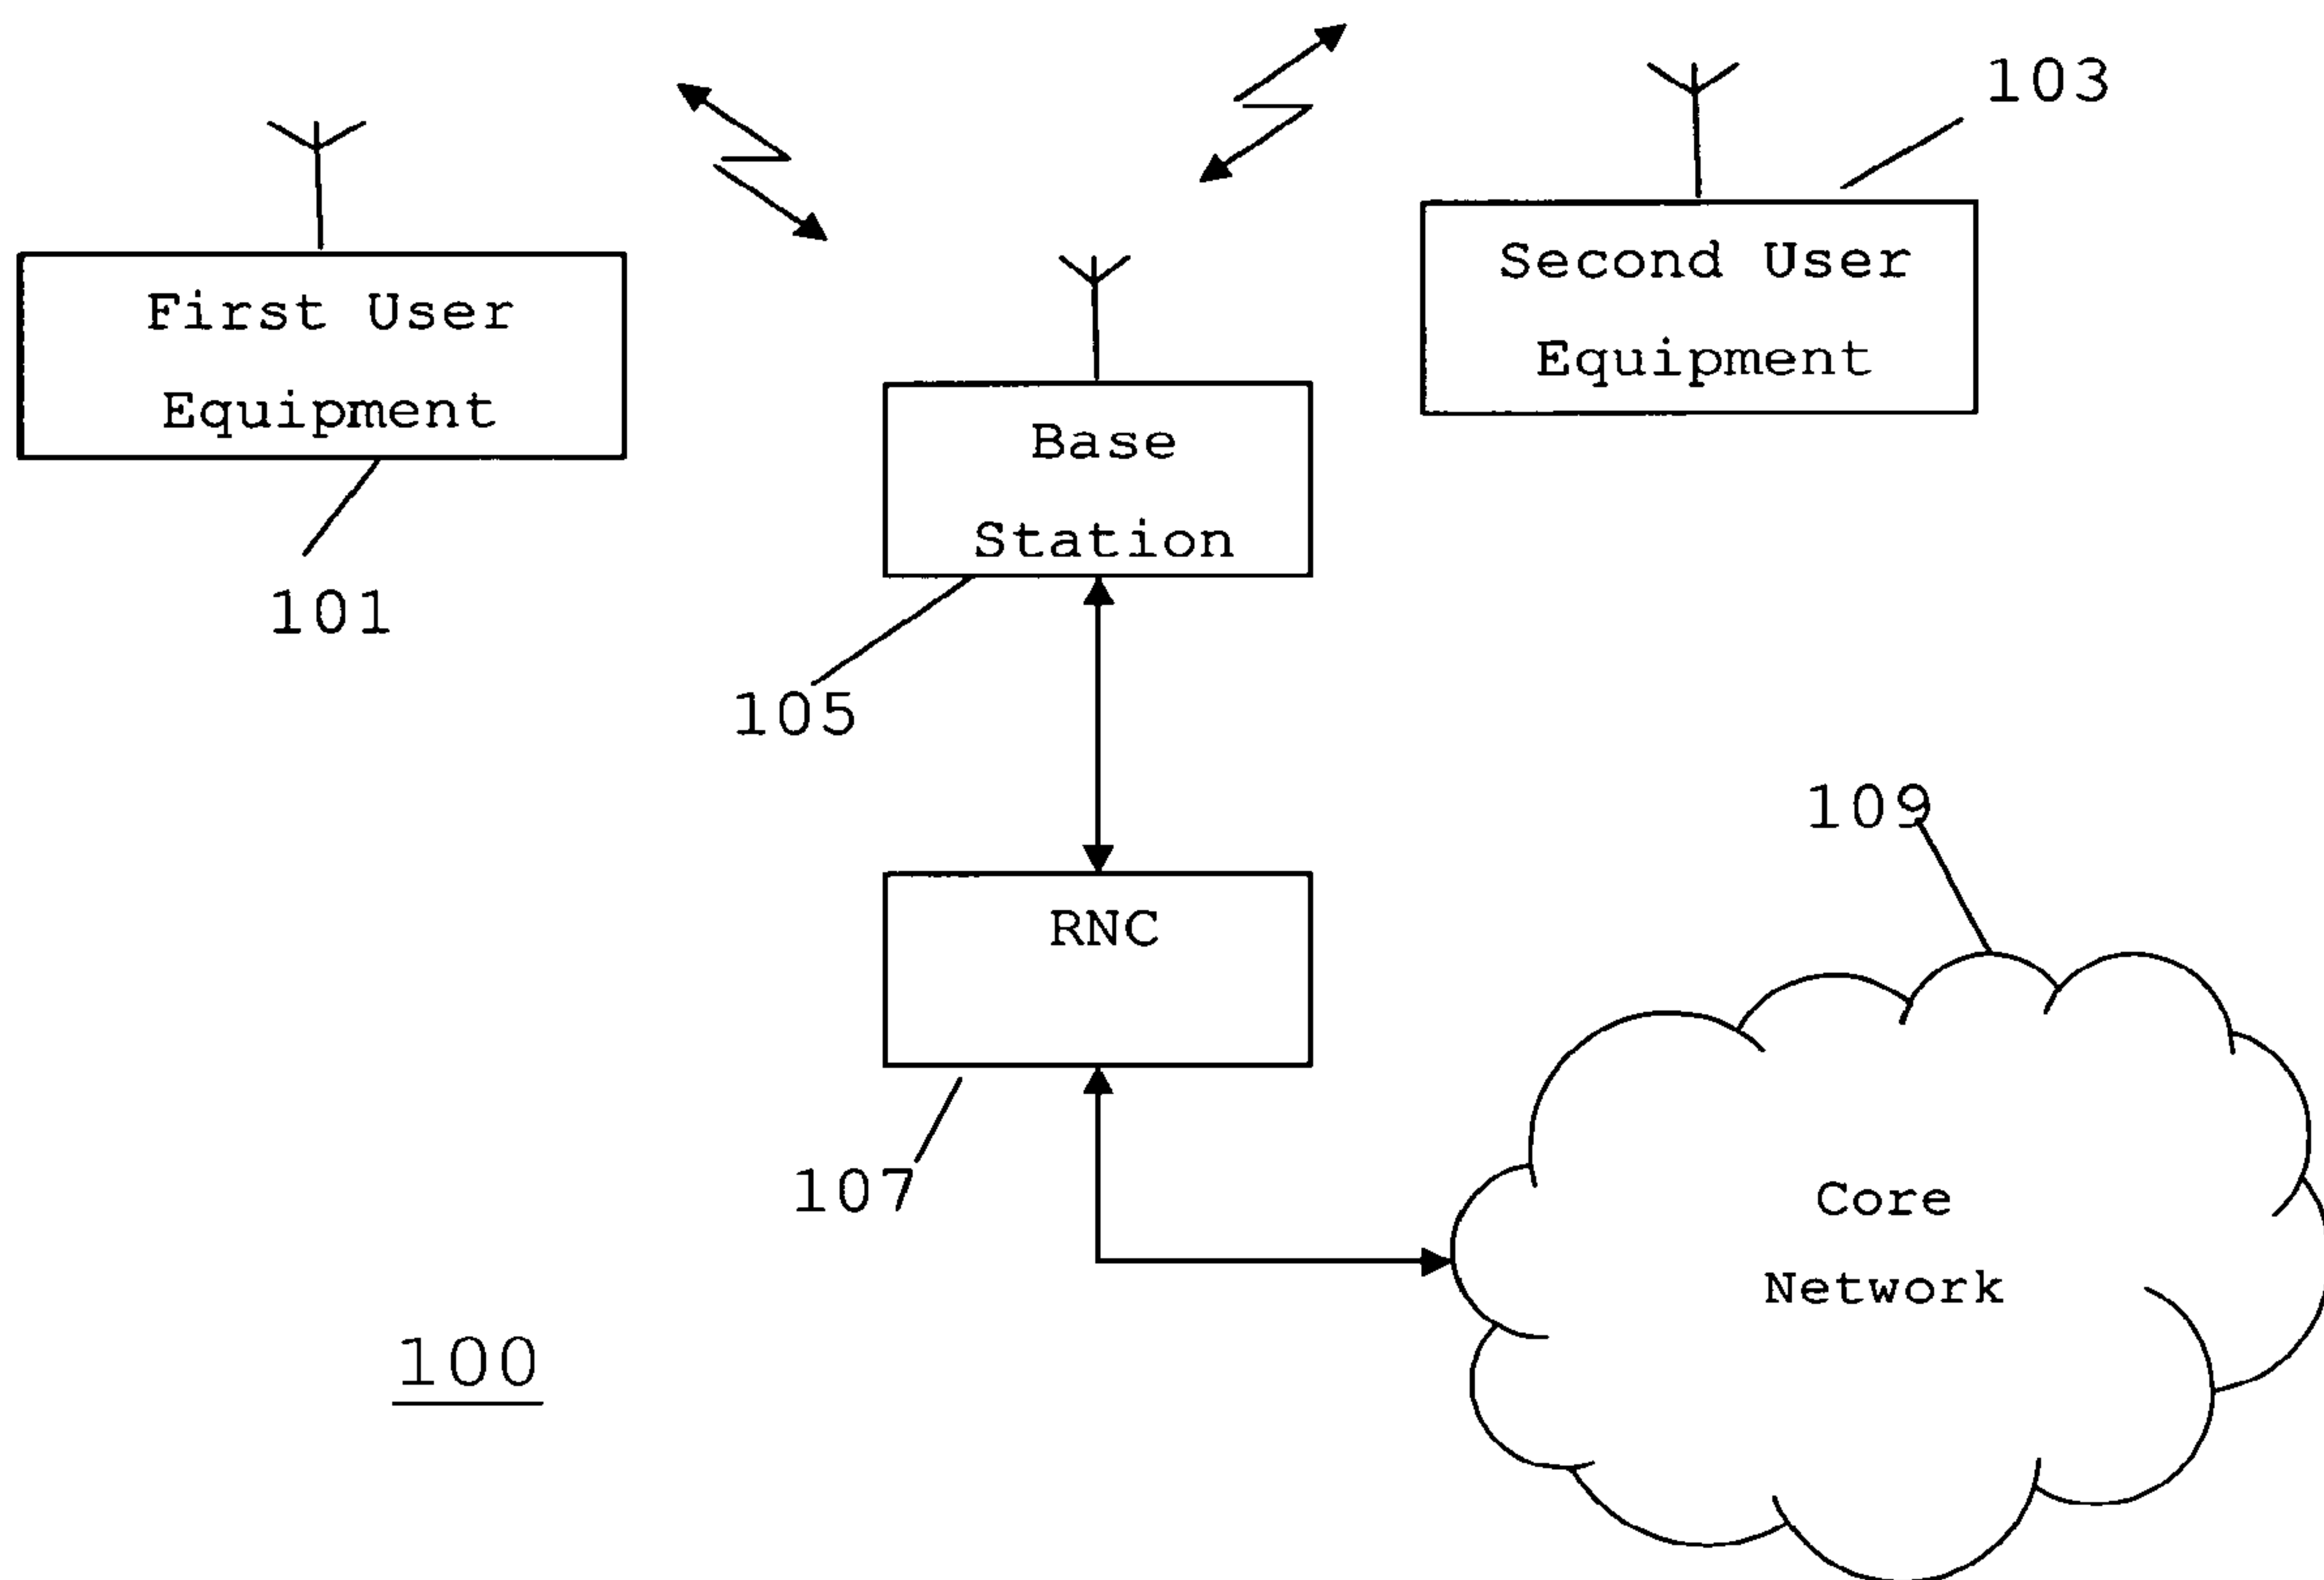 103
First User
Equipment
Second User
Equipment
Base
Station
101
105
109
RNC
107
Core
Network
100